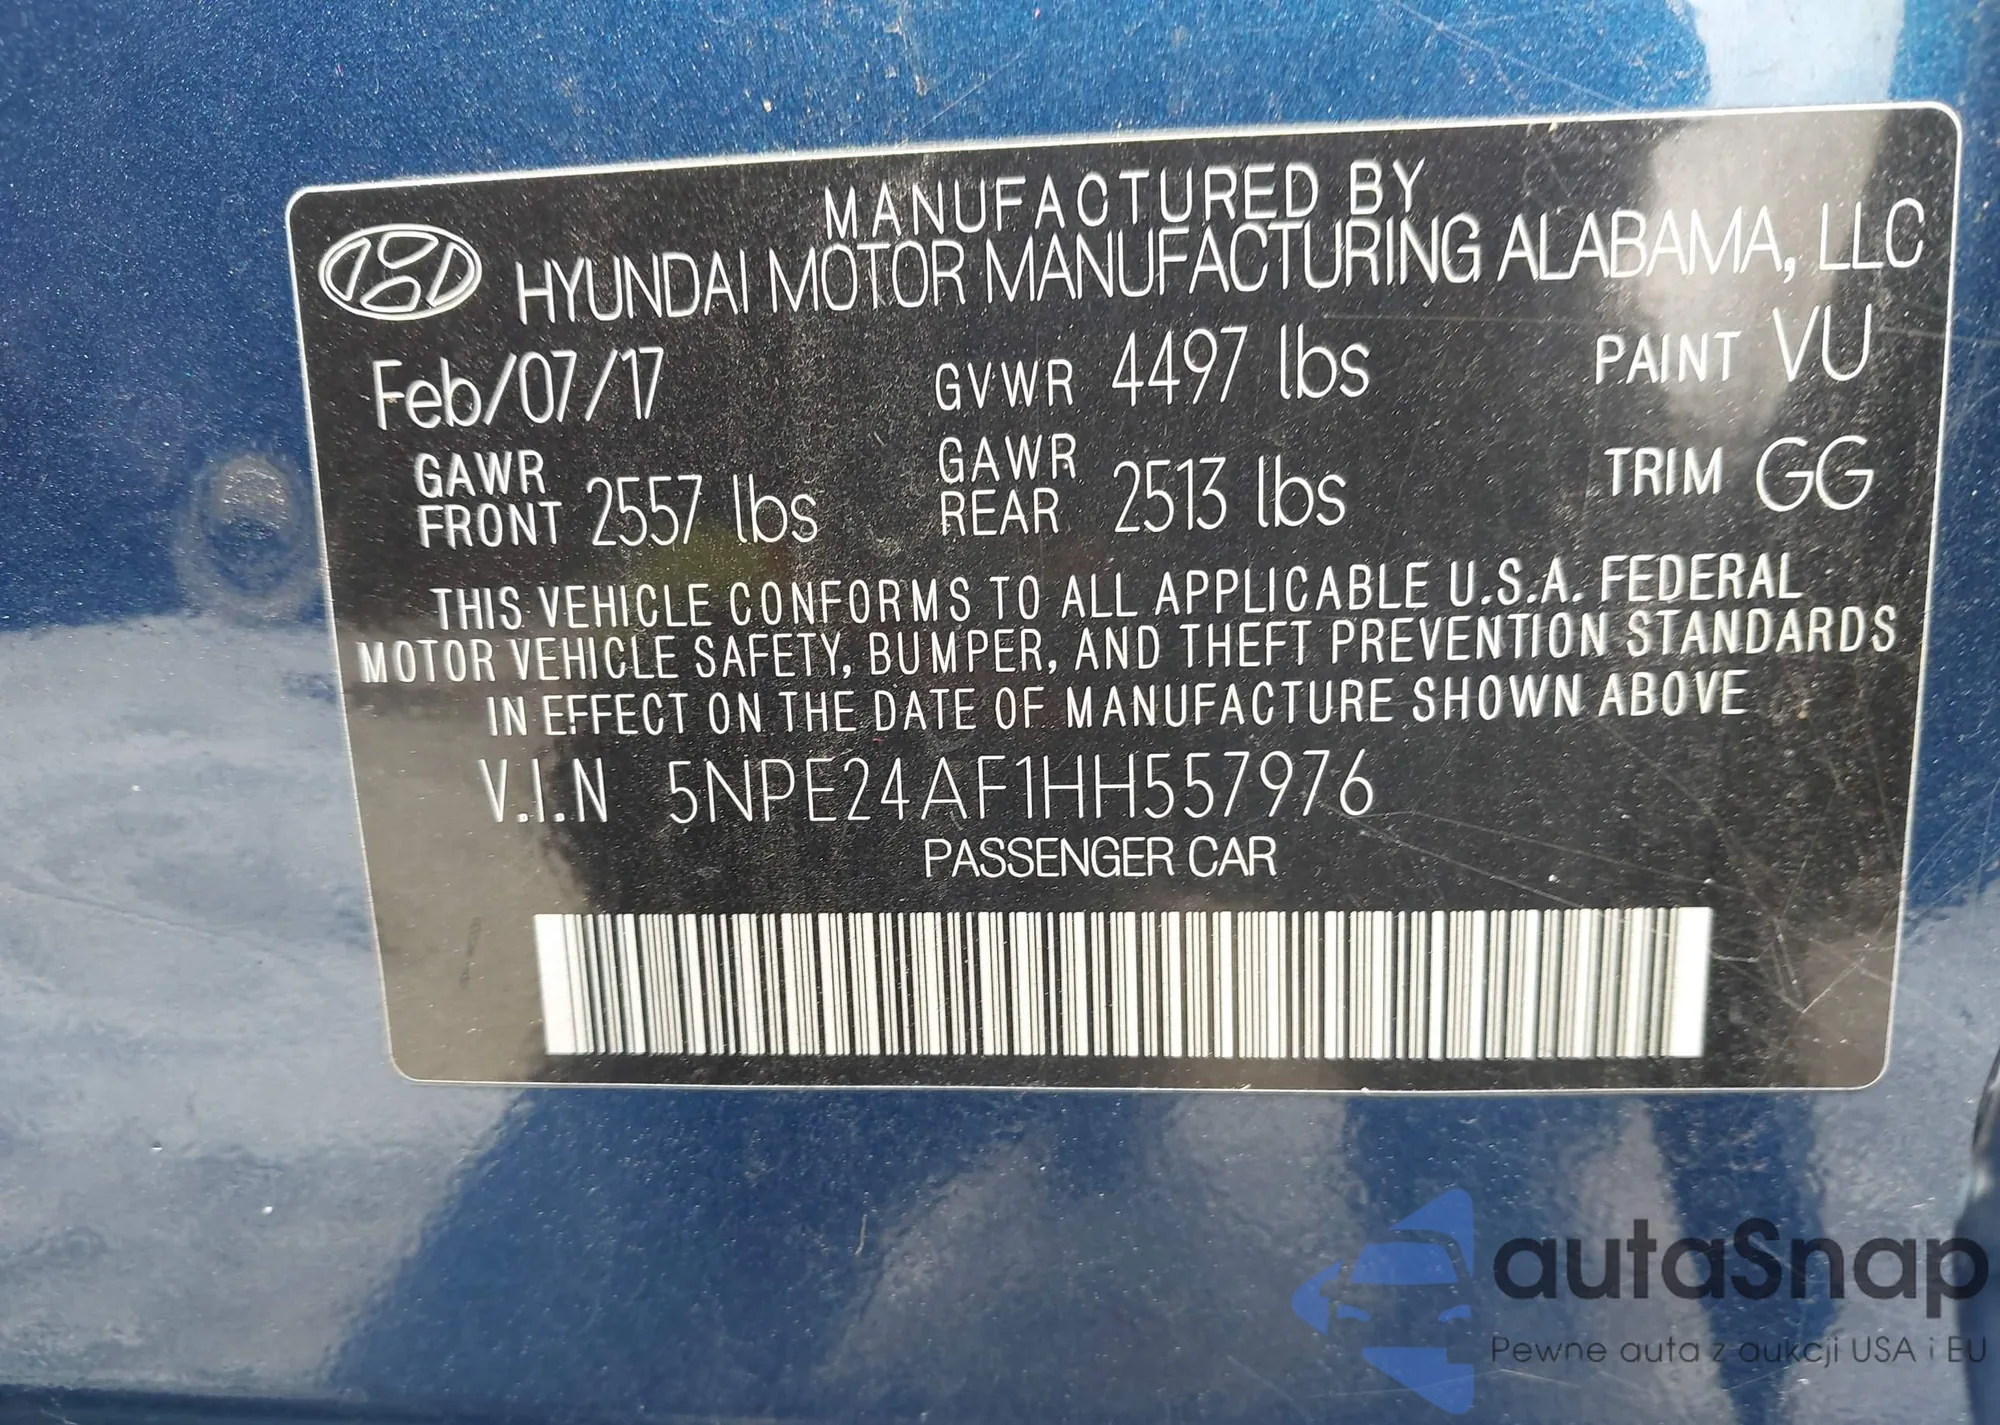 MANUFACTURED BY
HYUNDAI MOTOR MANUFACTURING ALABAMA, LLC
Feb/07/17 GVWR 4497 lbs PAINT VU
GAWR FRONT 2557 lbs GAWR REAR 2513 lbs TRIM GG
THIS VEHICLE CONFORMS TO ALL APPLICABLE U.S.A. FEDERAL
MOTOR VEHICLE SAFETY, BUMPER, AND THEFT PREVENTION STANDARDS
IN EFFECT ON THE DATE OF MANUFACTURE SHOWN ABOVE
V.I.N 5NPE24AF1HH557976
PASSENGER CAR
autaSnap
Pewne auta z aukcji USA i EU